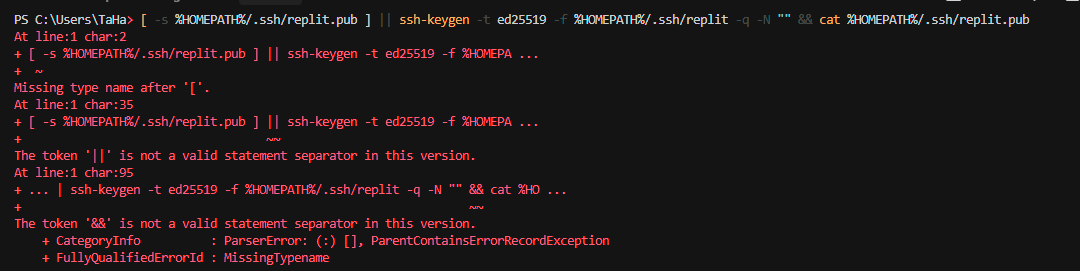 PS C:\Users\TaHa> [ -s %HOMEPATH%/.ssh/replit.pub ] || ssh-keygen -t ed25519 -f %HOMEPATH%/.ssh/replit -q -N "" && cat %HOMEPATH%/.ssh/replit.pub
At line:1 char:2
+ [ -s %HOMEPATH%/.ssh/replit.pub ] || ssh-keygen -t ed25519 -f %HOMEPA ...
+  ~
Missing type name after '['.
At line:1 char:35
+ [ -s %HOMEPATH%/.ssh/replit.pub ] || ssh-keygen -t ed25519 -f %HOMEPA ...
+                                   ~~
The token '||' is not a valid statement separator in this version.
At line:1 char:95
+ ... | ssh-keygen -t ed25519 -f %HOMEPATH%/.ssh/replit -q -N "" && cat %HO ...
+                                                                ~~
The token '&&' is not a valid statement separator in this version.
    + CategoryInfo          : ParserError: (:) [], ParentContainsErrorRecordException
    + FullyQualifiedErrorId : MissingTypename